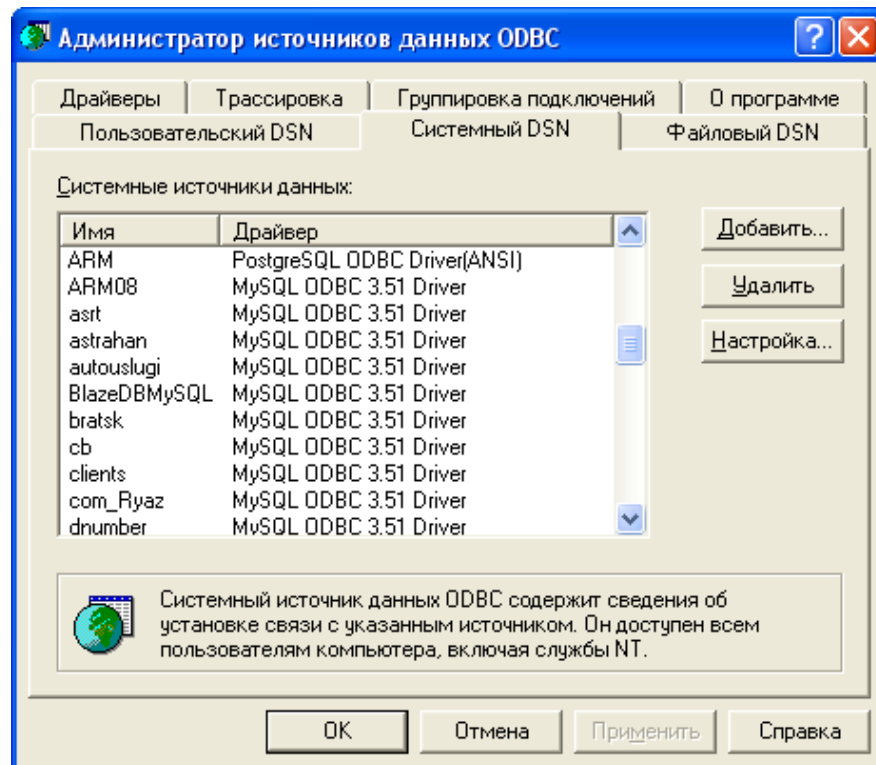 Администратор источников данных ODBC
Драйверы Трассировка Группировка подключений О программе
Пользовательский DSN Системный DSN Файловый DSN
Системные источники данных:
Имя Драйвер
ARM PostgreSQL ODBC Driver(ANSI)
ARM08 MySQL ODBC 3.51 Driver
asrt MySQL ODBC 3.51 Driver
astrahan MySQL ODBC 3.51 Driver
autouslugi MySQL ODBC 3.51 Driver
BlazeDBMySQL MySQL ODBC 3.51 Driver
bratsk MySQL ODBC 3.51 Driver
cb MySQL ODBC 3.51 Driver
clients MySQL ODBC 3.51 Driver
com_Ryaz MySQL ODBC 3.51 Driver
dnumber MySQL ODBC 3.51 Driver
Добавить...
Удалить
Настройка...
Системный источник данных ODBC содержит сведения об
установке связи с указанным источником. Он доступен всем
пользователям компьютера, включая службы NT.
OK Отмена Применить Справка